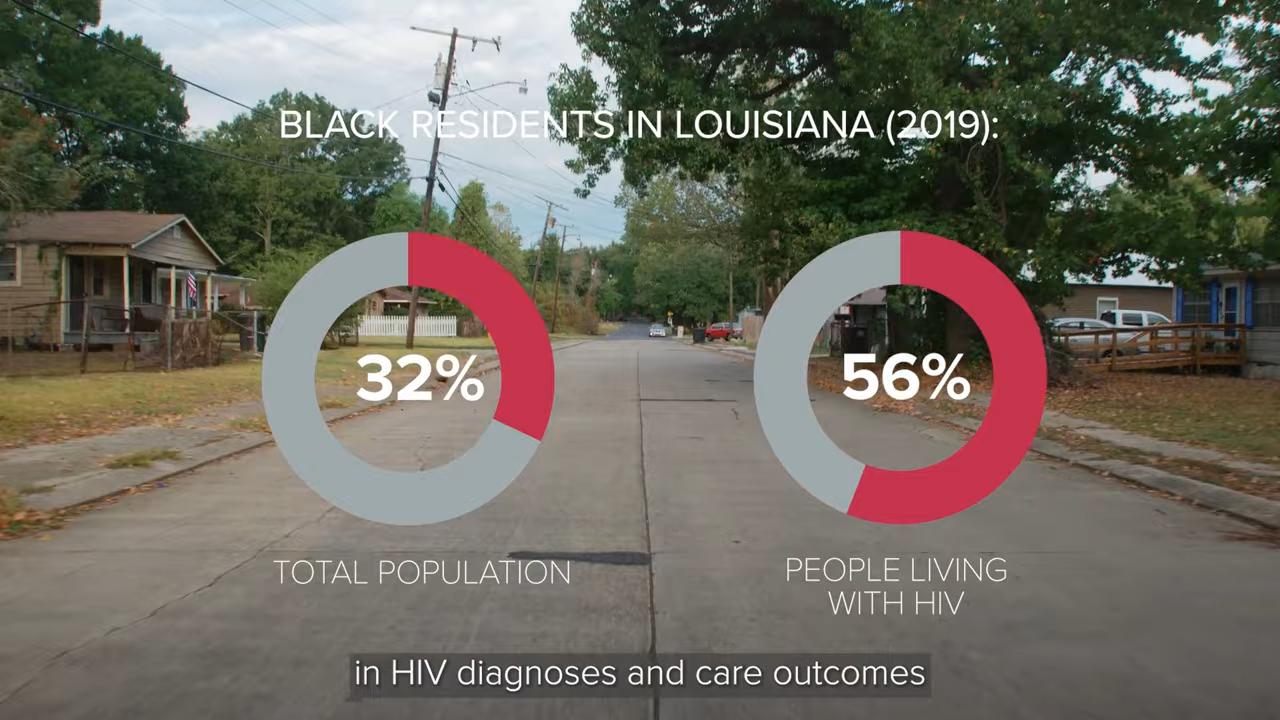 BLACK RESIDENTS IN LOUISIANA (2019):
32%
56%
TOTAL POPULATION
PEOPLE LIVING
WITH HIV
in HIV diagnoses and care outcomes